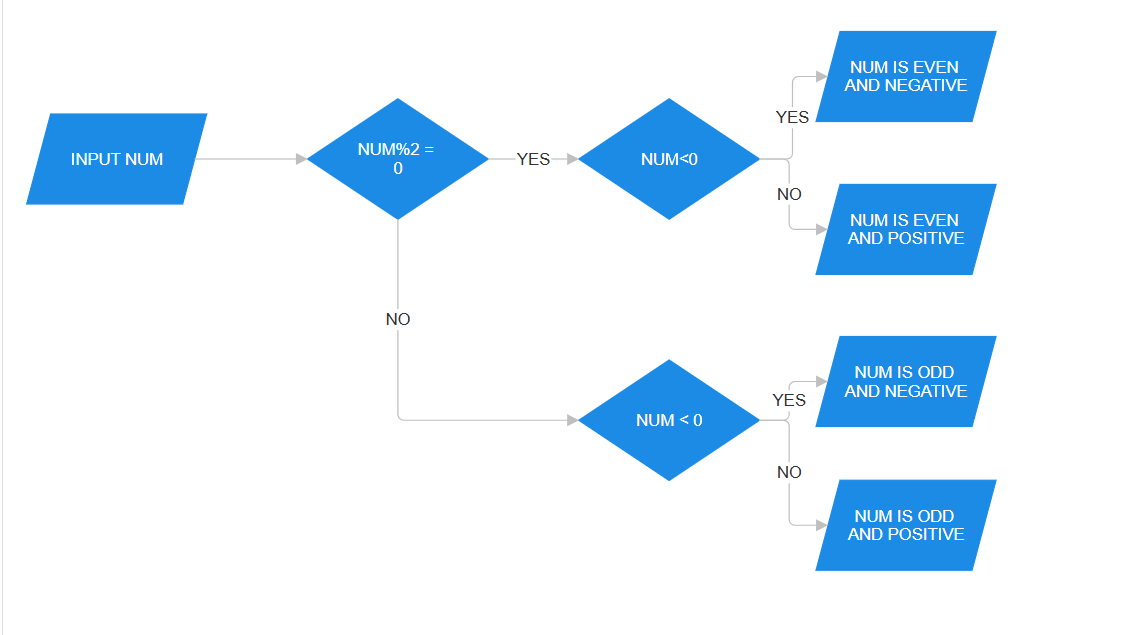 INPUT NUM
NUM%2 =
0
YES
NUM<0
YES
NUM IS EVEN
AND NEGATIVE
NO
NUM IS EVEN
AND POSITIVE
NO
NUM < 0
YES
NUM IS ODD
AND NEGATIVE
NO
NUM IS ODD
AND POSITIVE